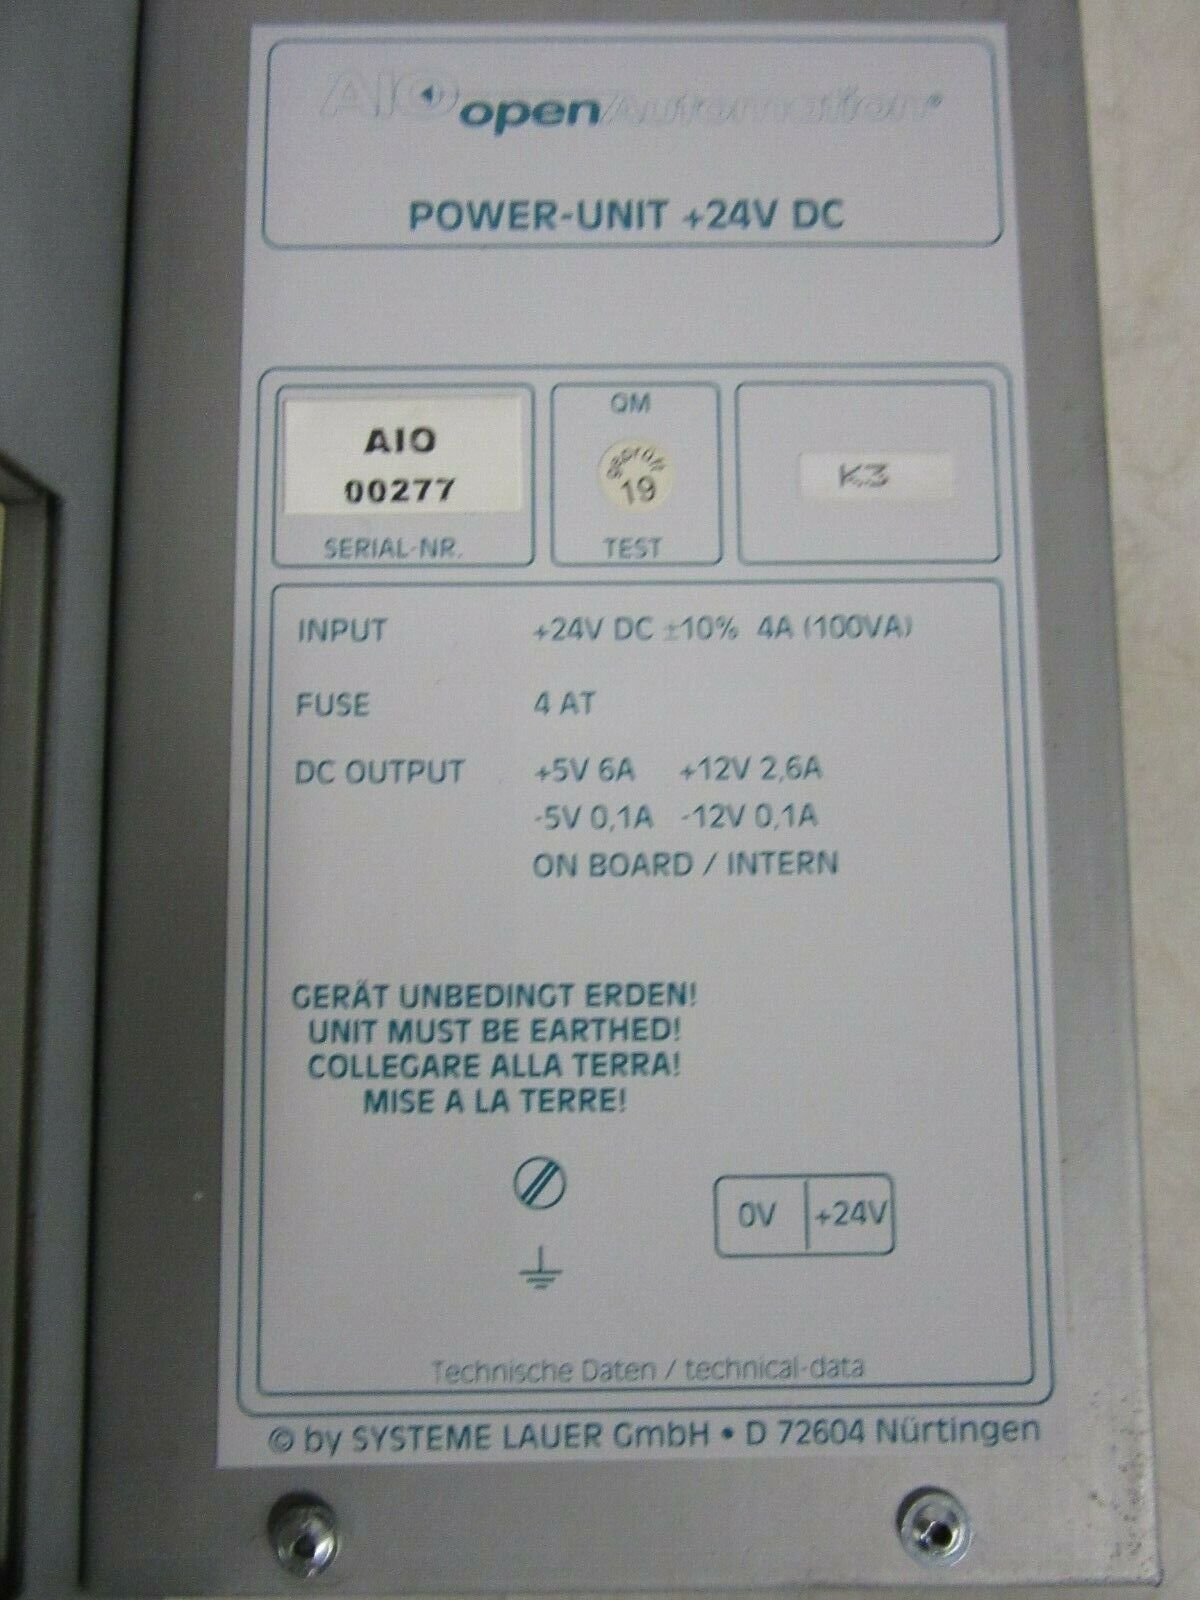 AIO open Automation®
POWER-UNIT +24V DC
AIO
00277
SERIAL-NR.
QM
geprüft
19
TEST
K3
INPUT +24V DC ±10% 4A (100VA)
FUSE 4 AT
DC OUTPUT +5V 6A +12V 2,6A
-5V 0,1A -12V 0,1A
ON BOARD / INTERN
GERÄT UNBEDINGT ERDEN!
UNIT MUST BE EARTHED!
COLLEGARE ALLA TERRA!
MISE A LA TERRE!
0V +24V
Technische Daten / technical-data
© by SYSTEME LAUER GmbH • D 72604 Nürtingen